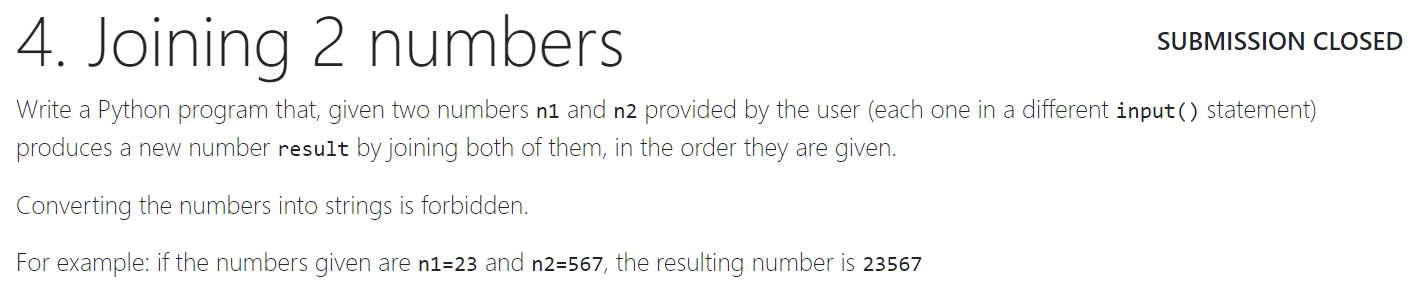 4. Joining 2 numbers
SUBMISSION CLOSED
Write a Python program that, given two numbers n1 and n2 provided by the user (each one in a different input() statement)
produces a new number result by joining both of them, in the order they are given.
Converting the numbers into strings is forbidden.
For example: if the numbers given are n1=23 and n2=567, the resulting number is 23567